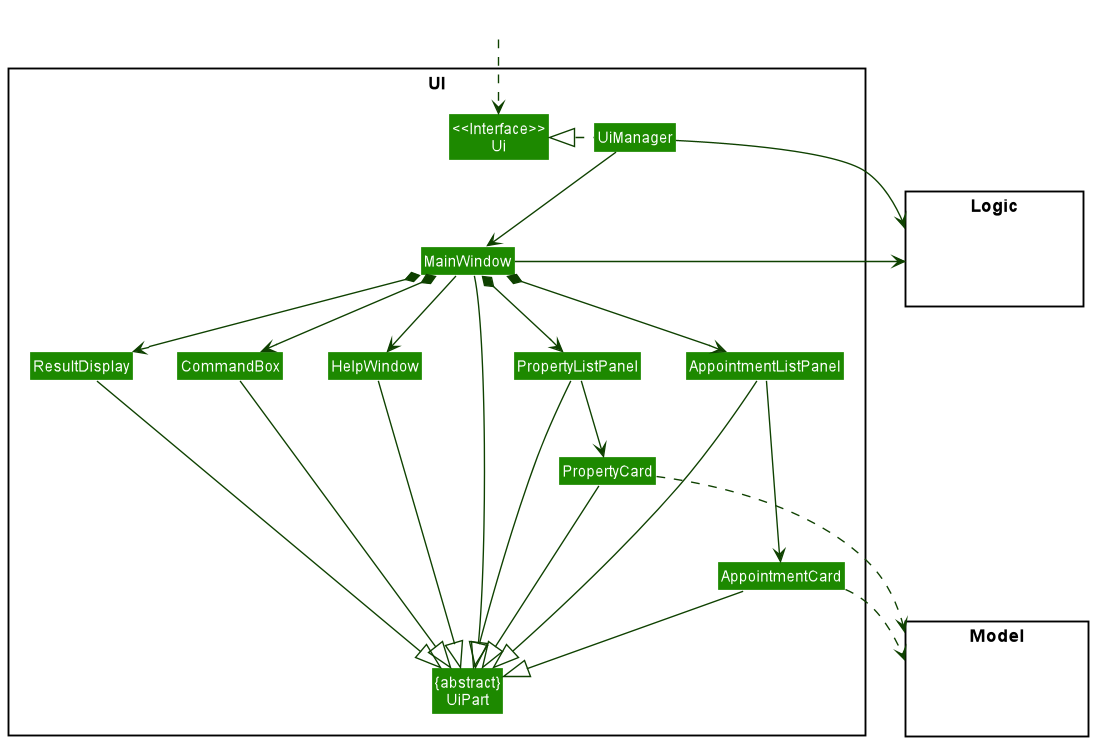 UI
<<Interface>>
Ui
UiManager
Logic
MainWindow
ResultDisplay
CommandBox
HelpWindow
PropertyListPanel
AppointmentListPanel
PropertyCard
AppointmentCard
Model
{abstract}
UiPart